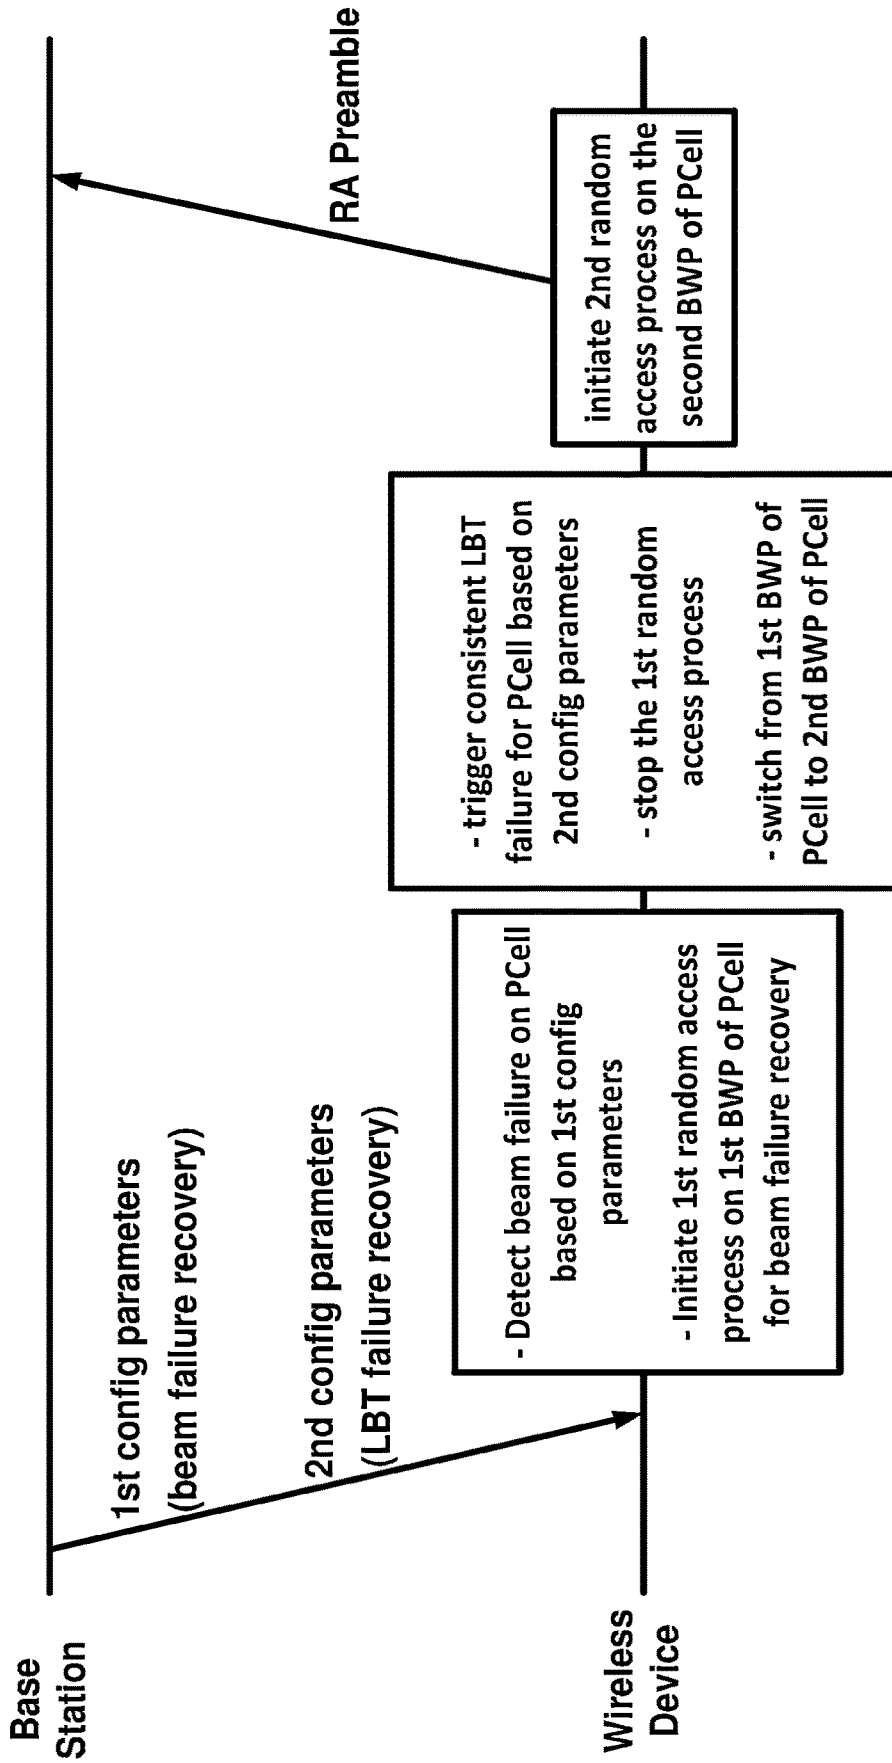 Base
Station
1st config parameters
(beam failure recovery)
2nd config parameters
(LBT failure recovery)
RA Preamble
Wireless
Device
- Detect beam failure on PCell
based on 1st config
parameters
- Initiate 1st random access
process on 1st BWP of PCell
for beam failure recovery
- trigger consistent LBT
failure for PCell based on
2nd config parameters
- stop the 1st random
access process
- switch from 1st BWP of
PCell to 2nd BWP of PCell
initiate 2nd random
access process on the
second BWP of PCell